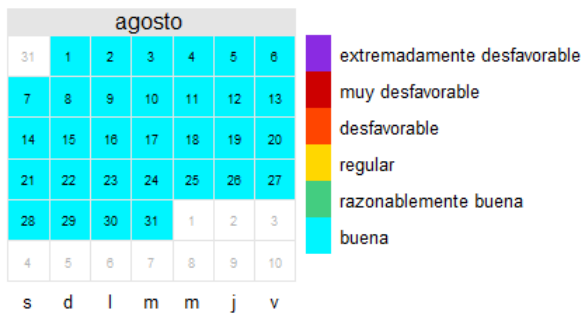 agosto
31 1 2 3 4 5 6
7 8 9 10 11 12 13
14 15 16 17 18 19 20
21 22 23 24 25 26 27
28 29 30 31 1 2 3
4 5 6 7 8 9 10
s d l m m j v
extremadamente desfavorable
muy desfavorable
desfavorable
regular
razonablemente buena
buena